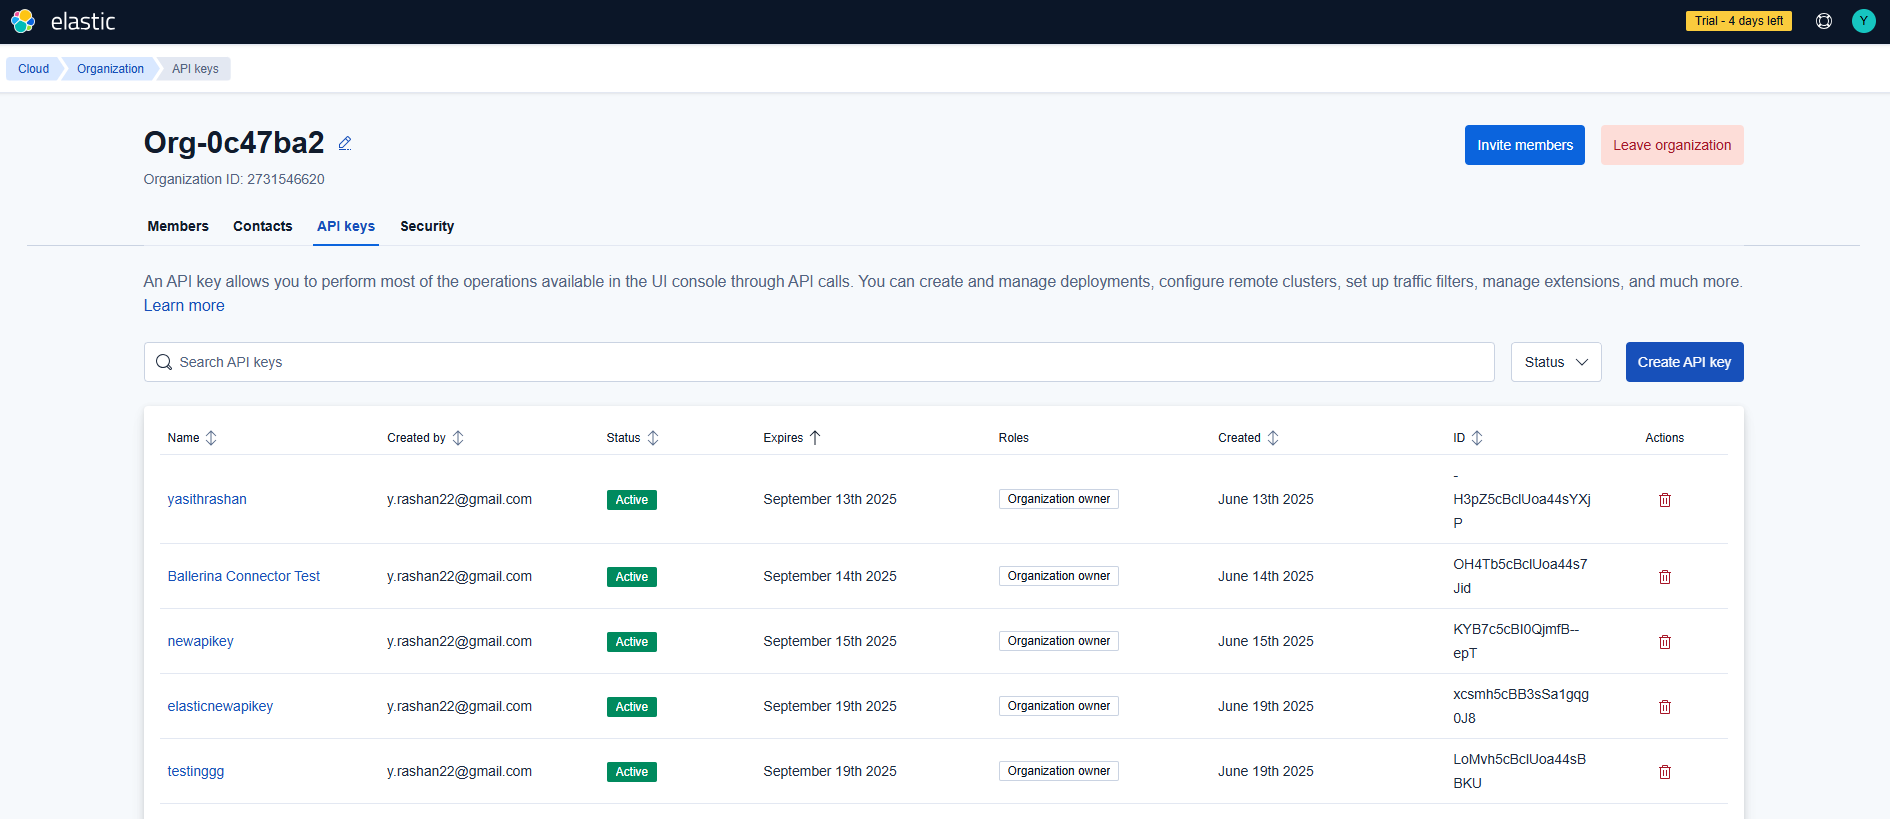 elastic
Trial - 4 days left
Y
Cloud
Organization
API keys
Org-0c47ba2
Invite members
Leave organization
Organization ID: 2731546620
Members
Contacts
API keys
Security
An API key allows you to perform most of the operations available in the UI console through API calls. You can create and manage deployments, configure remote clusters, set up traffic filters, manage extensions, and much more.
Learn more
Search API keys
Status
Create API key
Name
Created by
Status
Expires
Roles
Created
ID
Actions
yasithrashan
y.rashan22@gmail.com
Active
September 13th 2025
Organization owner
June 13th 2025
-
H3pZ5cBclUoa44sYXj
P
Ballerina Connector Test
y.rashan22@gmail.com
Active
September 14th 2025
Organization owner
June 14th 2025
OH4Tb5cBclUoa44s7
Jid
newapikey
y.rashan22@gmail.com
Active
September 15th 2025
Organization owner
June 15th 2025
KYB7c5cBI0QjmfB--
epT
elasticnewapikey
y.rashan22@gmail.com
Active
September 19th 2025
Organization owner
June 19th 2025
xcsmh5cBB3sSa1gqg
0J8
testinggg
y.rashan22@gmail.com
Active
September 19th 2025
Organization owner
June 19th 2025
LoMvh5cBclUoa44sB
BKU